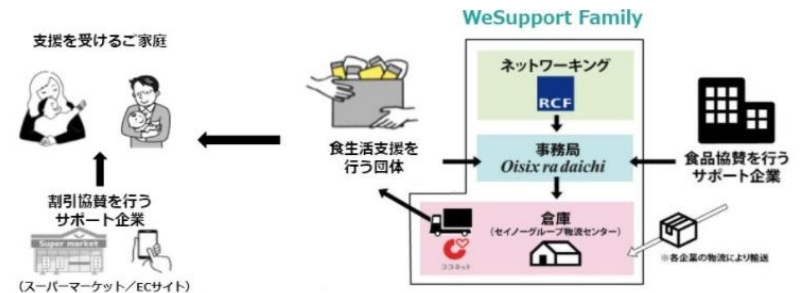 WeSupport Family
支援を受けるご家庭
ネットワーキング
RCF
食生活支援を
行う団体
事務局
Oisix ra daichi
食品協賛を行う
サポート企業
割引協賛を行う
サポート企業
Super market
(スーパーマーケット/ECサイト)
倉庫
(セイノーグループ物流センター)
ココネット
※各企業の物流により輸送